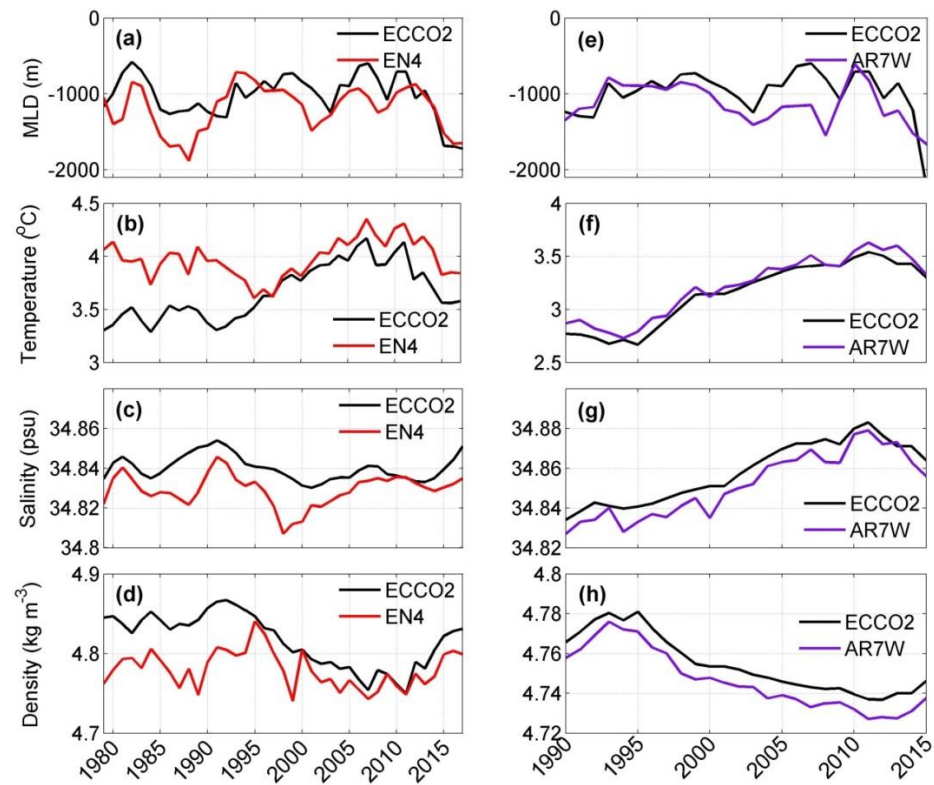 (a)
ECCO2
EN4
MLD (m)
0
-1000
-2000
(e)
ECCO2
AR7W
0
-1000
-2000
(b)
ECCO2
EN4
Temperature (⁰C)
4.5
4
3.5
3
(f)
ECCO2
AR7W
4
3.5
3
2.5
(c)
ECCO2
EN4
Salinity (psu)
34.86
34.84
34.82
34.8
(g)
ECCO2
AR7W
34.88
34.86
34.84
34.82
(d)
ECCO2
EN4
Density (kg m⁻³)
4.9
4.8
4.7
1980
1985
1990
1995
2000
2005
2010
2015
(h)
ECCO2
AR7W
4.8
4.78
4.76
4.74
4.72
1990
1995
2000
2005
2010
2015